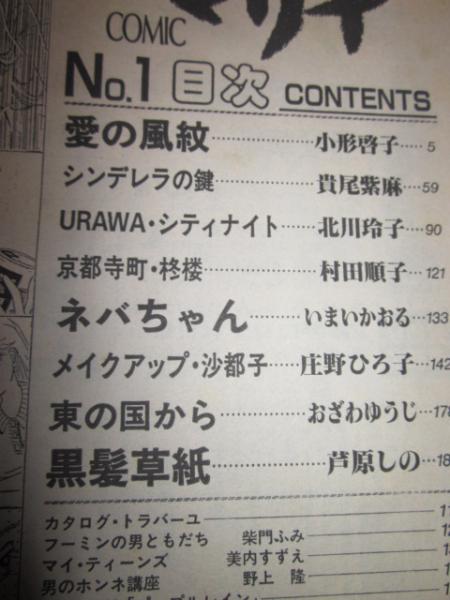 COMIC マリイ
No.1 目次 CONTENTS
愛の風紋……小形啓子……5
シンデレラの鍵……貴尾紫麻…59
URAWA・シティナイト……北川玲子…90
京都寺町・柊楼……村田順子…121
ネバちゃん……いまいかおる…133
メイクアップ・沙都子……庄野ひろ子…142
東の国から……おざわゆうじ…178
黒髪草紙……芦原しの…18
カタログ・トラバーユ
フーミンの男ともだち 柴門ふみ
マイ・ティーンズ 美内すずえ
男のホンネ講座 野上 隆